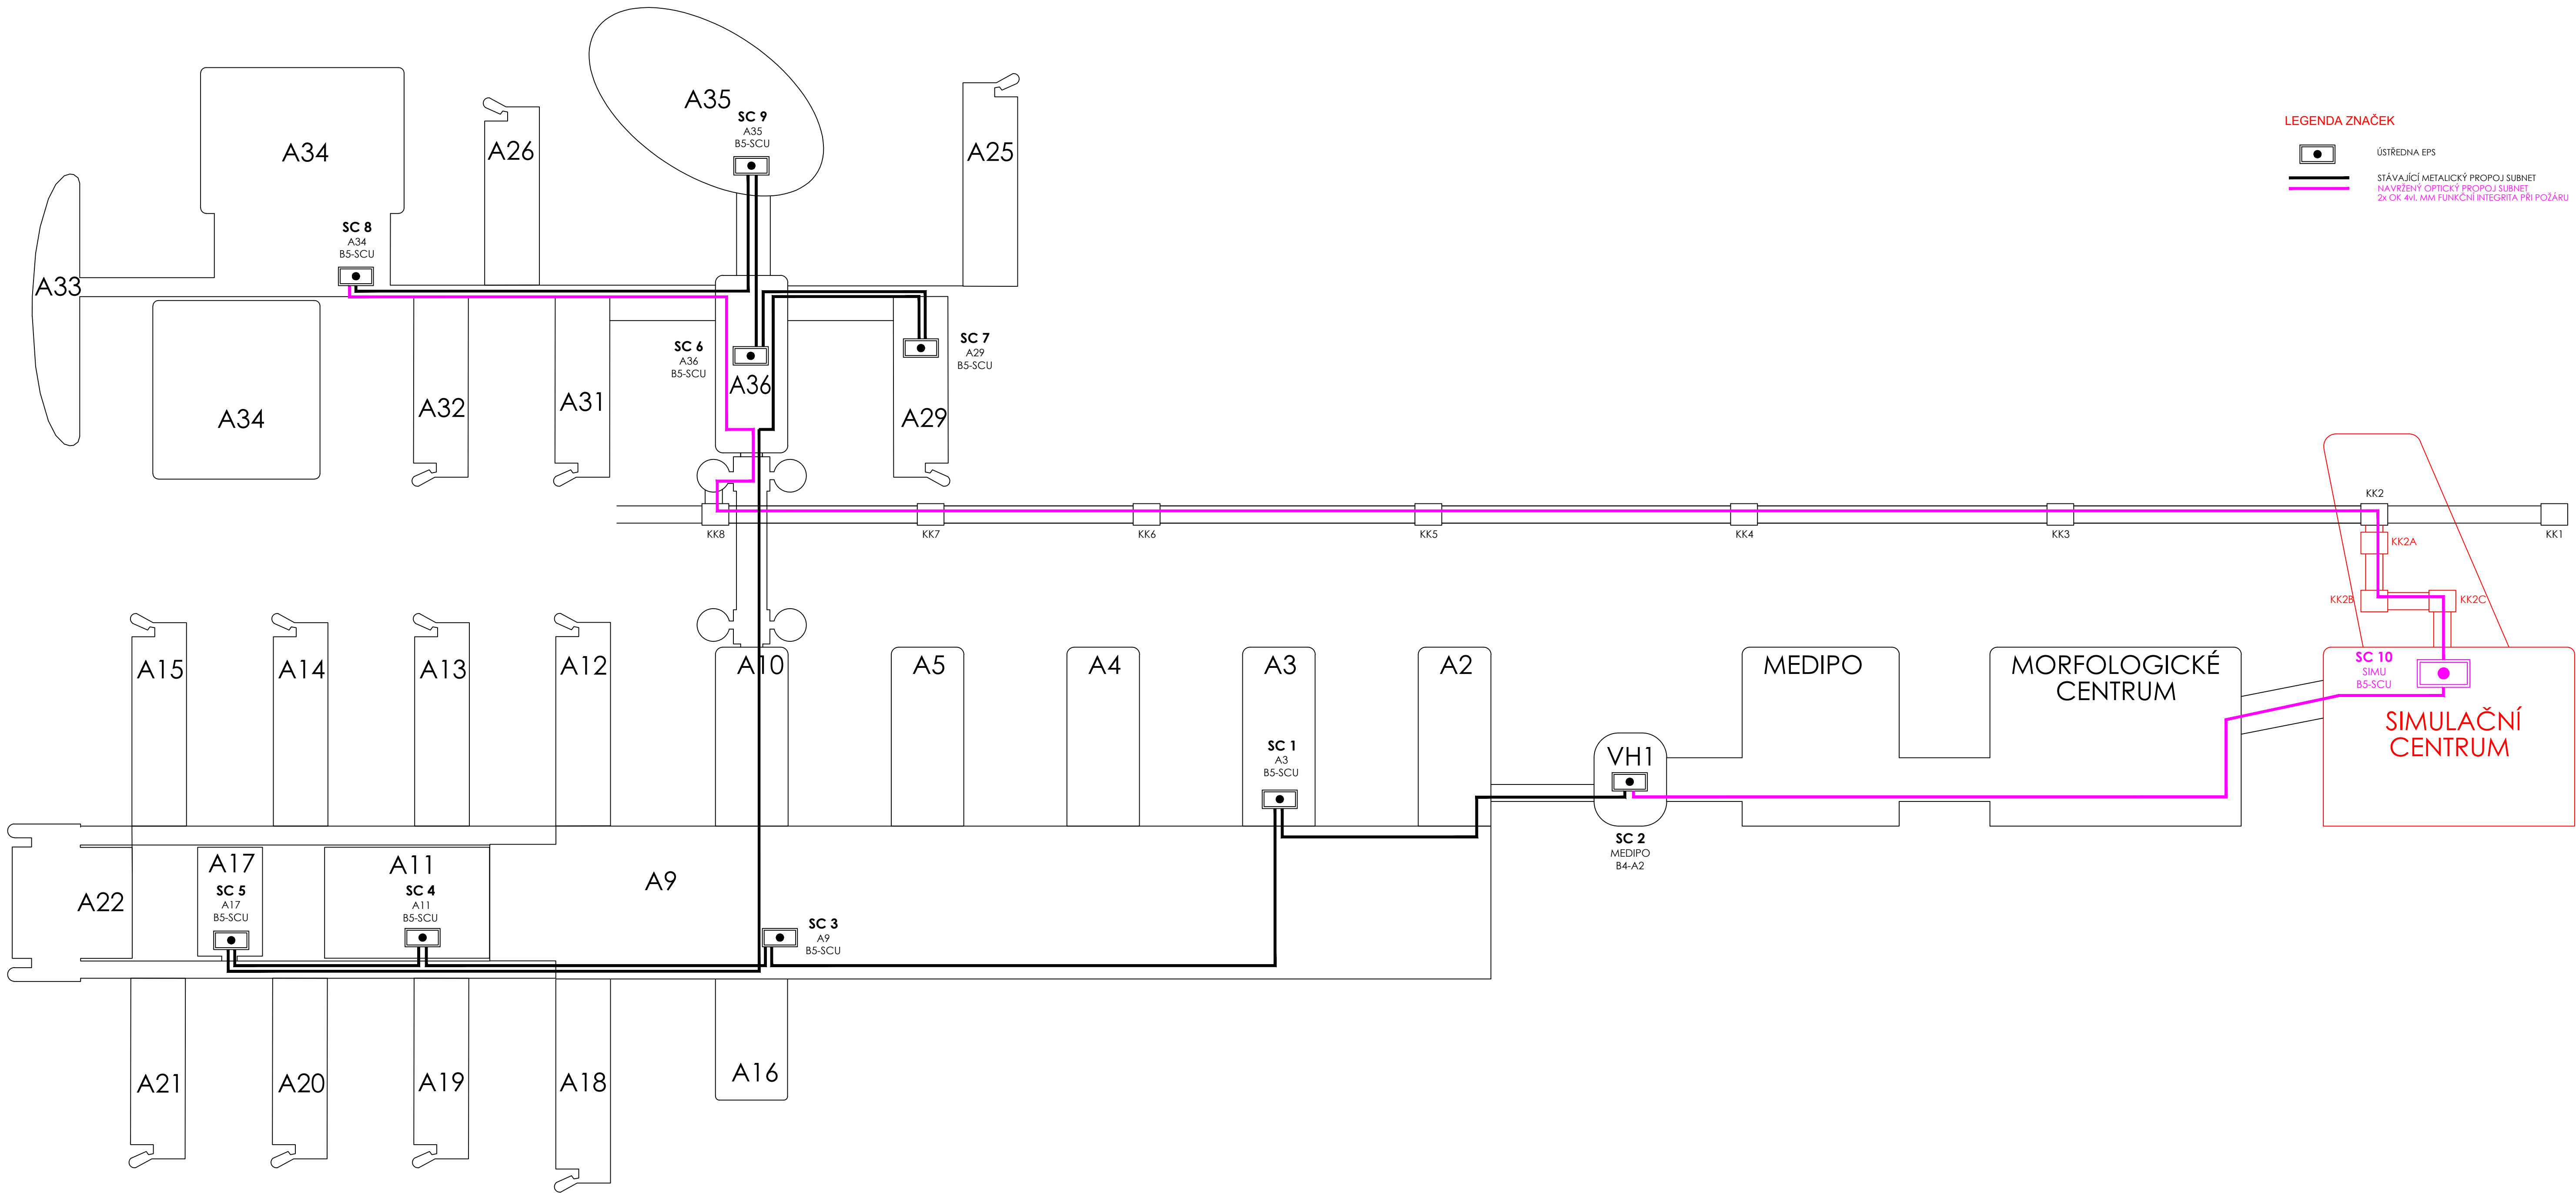 A35
SC 9
A35
B5-SCU
A34
A26
A25
LEGENDA ZNAČEK
ÚSTŘEDNA EPS
STÁVAJÍCÍ METALICKÝ PROPOJ SUBNET
NAVRŽENÝ OPTICKÝ PROPOJ SUBNET
2x OK 4vl. MM FUNKČNÍ INTEGRITA PŘI POŽÁRU
SC 8
A34
B5-SCU
A33
SC 6
A36
B5-SCU
A36
SC 7
A29
B5-SCU
A34
A32
A31
A29
KK8
KK7
KK6
KK5
KK4
KK3
KK2
KK1
KK2A
KK2B
KK2C
A15
A14
A13
A12
A10
A5
A4
A3
A2
MEDIPO
MORFOLOGICKÉ
CENTRUM
SC 10
SIMU
B5-SCU
SIMULAČNÍ
CENTRUM
SC 1
A3
B5-SCU
VH1
SC 2
MEDIPO
B4-A2
A22
A17
SC 5
A17
B5-SCU
A11
SC 4
A11
B5-SCU
A9
SC 3
A9
B5-SCU
A21
A20
A19
A18
A16